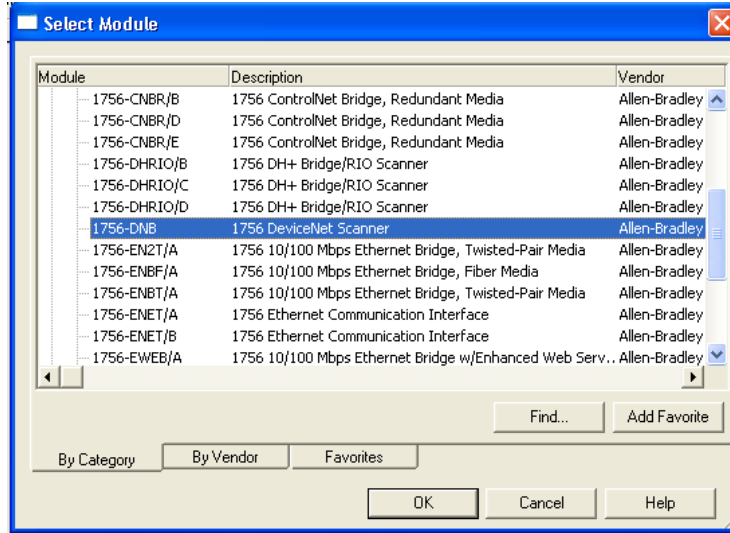 Select Module
Module Description Vendor
1756-CNBR/B 1756 ControlNet Bridge, Redundant Media Allen-Bradley
1756-CNBR/D 1756 ControlNet Bridge, Redundant Media Allen-Bradley
1756-CNBR/E 1756 ControlNet Bridge, Redundant Media Allen-Bradley
1756-DHRIO/B 1756 DH+ Bridge/RIO Scanner Allen-Bradley
1756-DHRIO/C 1756 DH+ Bridge/RIO Scanner Allen-Bradley
1756-DHRIO/D 1756 DH+ Bridge/RIO Scanner Allen-Bradley
1756-DNB 1756 DeviceNet Scanner Allen-Bradley
1756-EN2T/A 1756 10/100 Mbps Ethernet Bridge, Twisted-Pair Media Allen-Bradley
1756-ENBF/A 1756 10/100 Mbps Ethernet Bridge, Fiber Media Allen-Bradley
1756-ENBT/A 1756 10/100 Mbps Ethernet Bridge, Twisted-Pair Media Allen-Bradley
1756-ENET/A 1756 Ethernet Communication Interface Allen-Bradley
1756-ENET/B 1756 Ethernet Communication Interface Allen-Bradley
1756-EWEB/A 1756 10/100 Mbps Ethernet Bridge w/Enhanced Web Serv.. Allen-Bradley
Find... Add Favorite
By Category By Vendor Favorites
OK Cancel Help